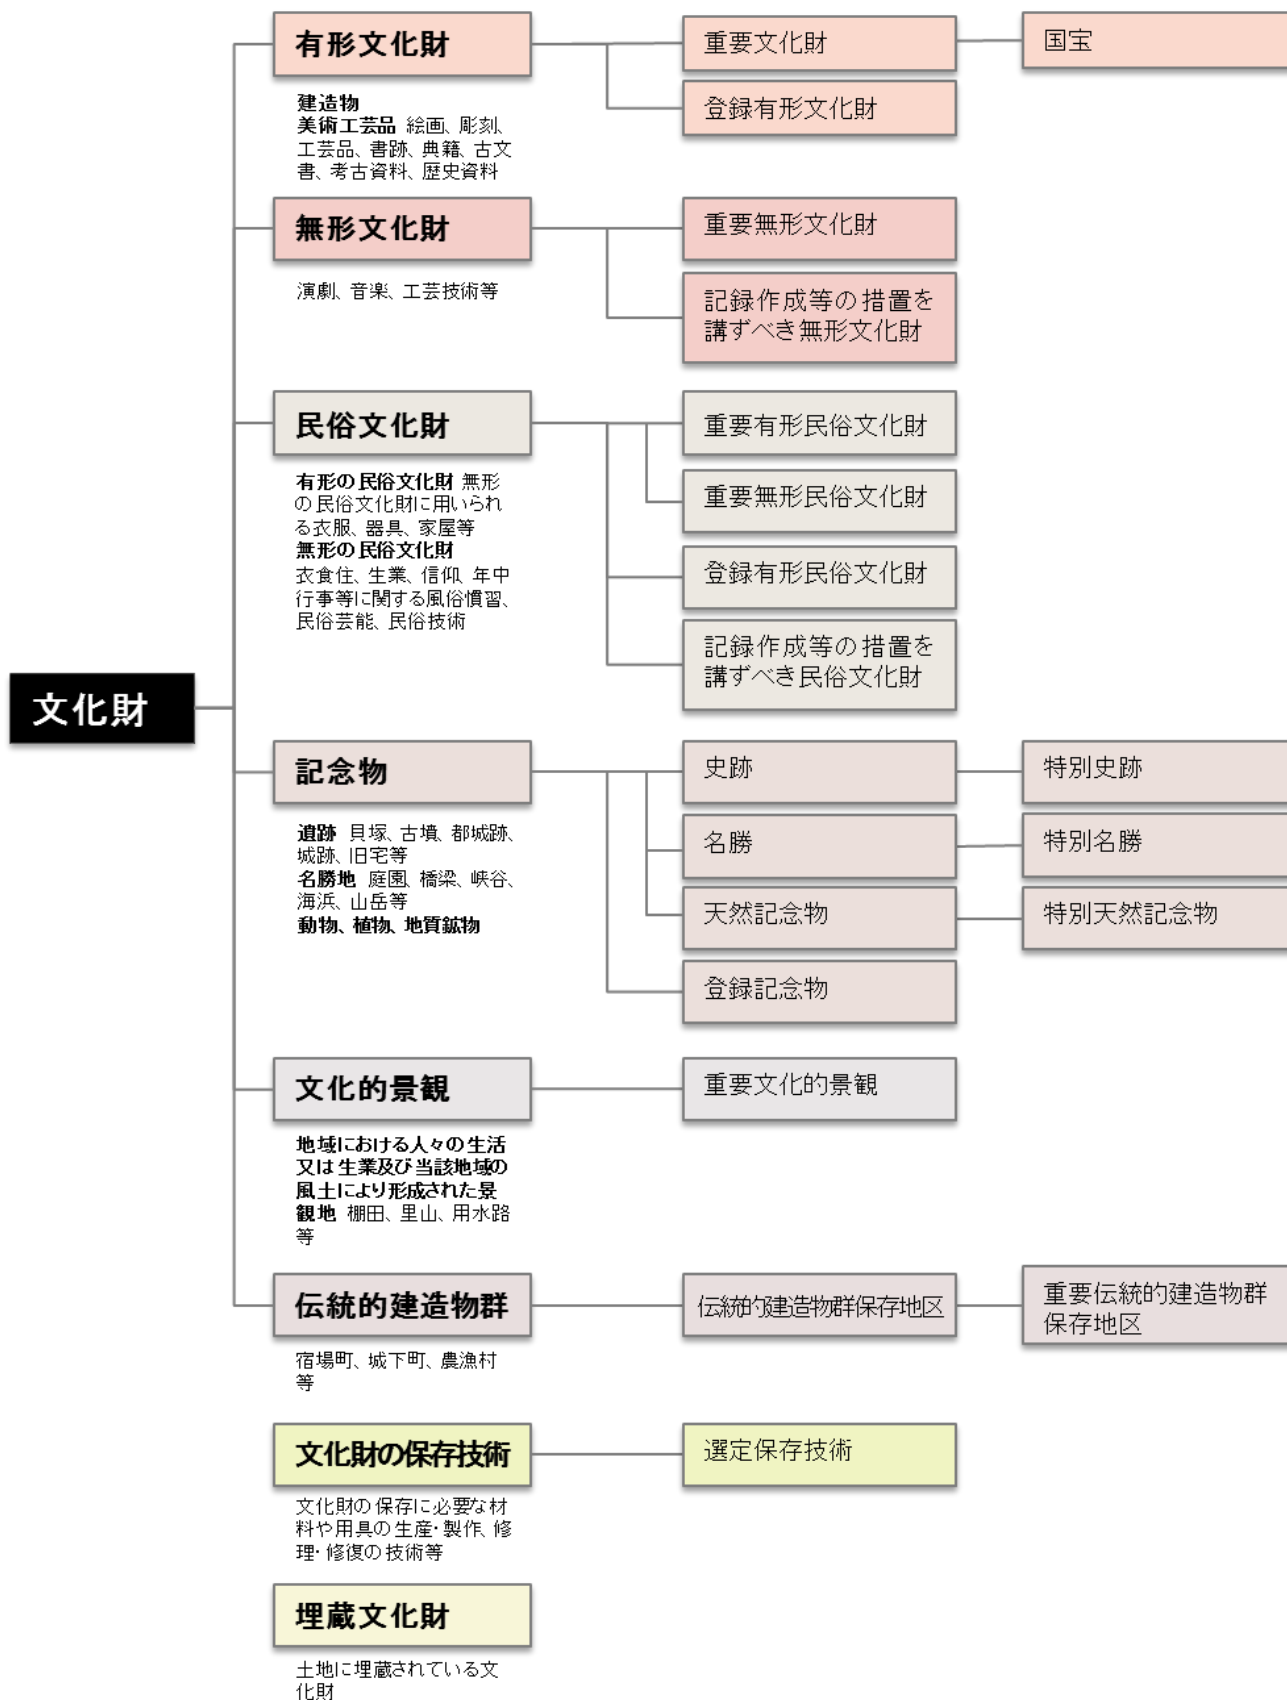 有形文化財
重要文化財
国宝
登録有形文化財
建造物
美術工芸品 絵画、彫刻、
工芸品、書跡、典籍、古文
書、考古資料、歴史資料
無形文化財
重要無形文化財
演劇、音楽、工芸技術等
記録作成等の措置を
講ずべき無形文化財
民俗文化財
重要有形民俗文化財
重要無形民俗文化財
登録有形民俗文化財
記録作成等の措置を
講ずべき民俗文化財
有形の民俗文化財 無形
の民俗文化財に用いられ
る衣服、器具、家屋等
無形の民俗文化財
衣食住、生業、信仰、年中
行事等に関する風俗慣習、
民俗芸能、民俗技術
文化財
記念物
史跡
特別史跡
名勝
特別名勝
天然記念物
特別天然記念物
登録記念物
遺跡 貝塚、古墳、都城跡、
城跡、旧宅等
名勝地 庭園、橋梁、峡谷、
海浜、山岳等
動物、植物、地質鉱物
文化的景観
重要文化的景観
地域における人々の生活
又は生業及び当該地域の
風土により形成された景
観地 棚田、里山、用水路
等
伝統的建造物群
伝統的建造物群保存地区
重要伝統的建造物群
保存地区
宿場町、城下町、農漁村
等
文化財の保存技術
選定保存技術
文化財の保存に必要な材
料や用具の生産・製作、修
理・修復の技術等
埋蔵文化財
土地に埋蔵されている文
化財